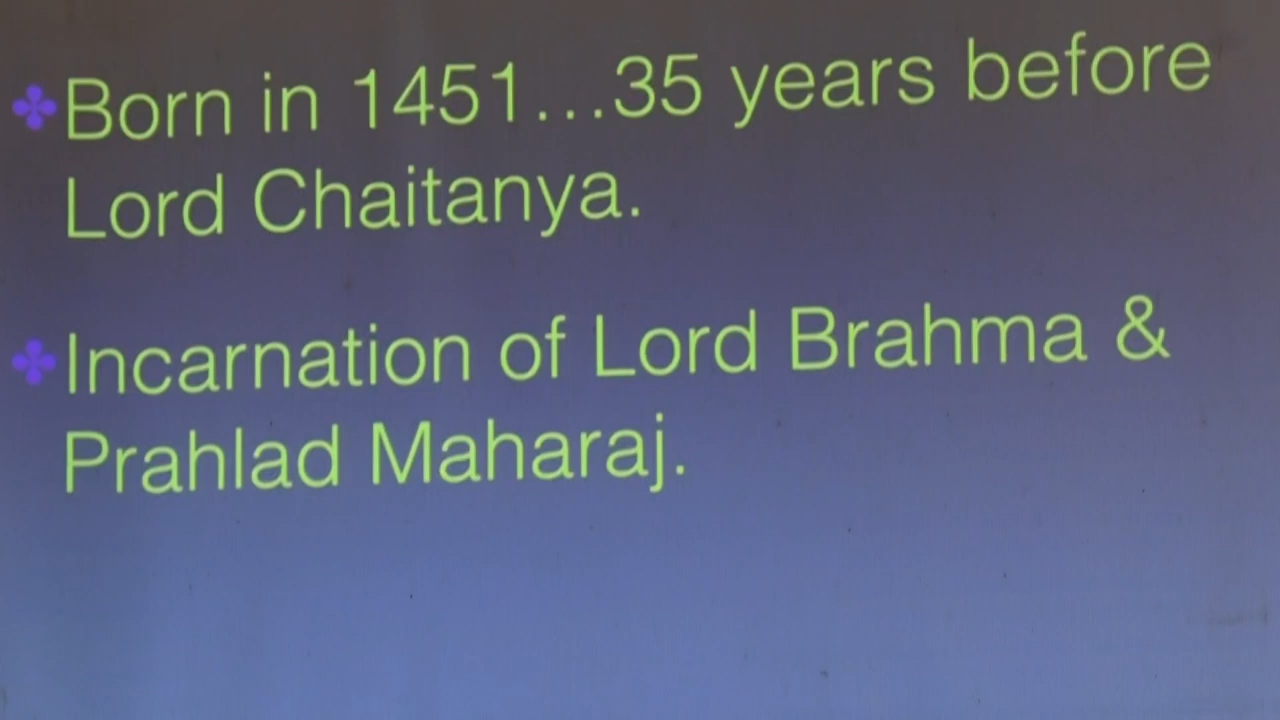 Born in 1451...35 years before
Lord Chaitanya.
Incarnation of Lord Brahma &
Prahlad Maharaj.